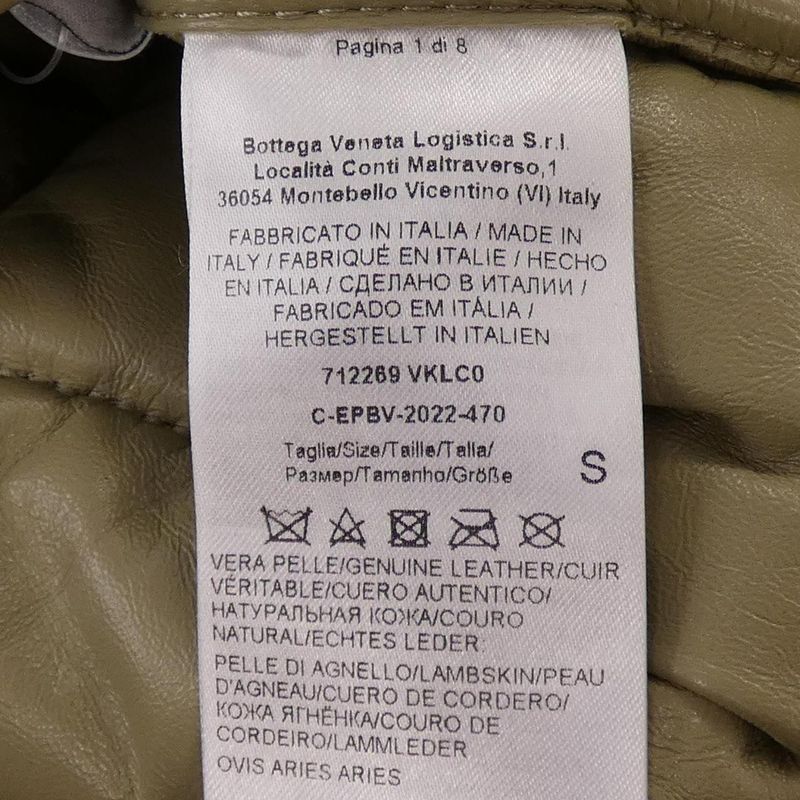 Pagina 1 di 8
Bottega Veneta Logistica S.r.l.
Località Conti Maltraverso,1
36054 Montebello Vicentino (VI) Italy
FABBRICATO IN ITALIA / MADE IN
ITALY / FABRIQUÉ EN ITALIE / HECHO
EN ITALIA / СДЕЛАНО В ИТАЛИИ /
FABRICADO EM ITÁLIA /
HERGESTELLT IN ITALIEN
712269 VKLC0
C-EPBV-2022-470
Taglia/Size/Taille/Talla/
Размер/Tamanho/Größe
S
VERA PELLE/GENUINE LEATHER/CUIR
VÉRITABLE/CUERO AUTENTICO/
НАТУРАЛЬНАЯ КОЖА/COURO
NATURAL/ECHTES LEDER:
PELLE DI AGNELLO/LAMBSKIN/PEAU
D'AGNEAU/CUERO DE CORDERO/
КОЖА ЯГНЁНКА/COURO DE
CORDEIRO/LAMMLEDER
OVIS ARIES ARIES